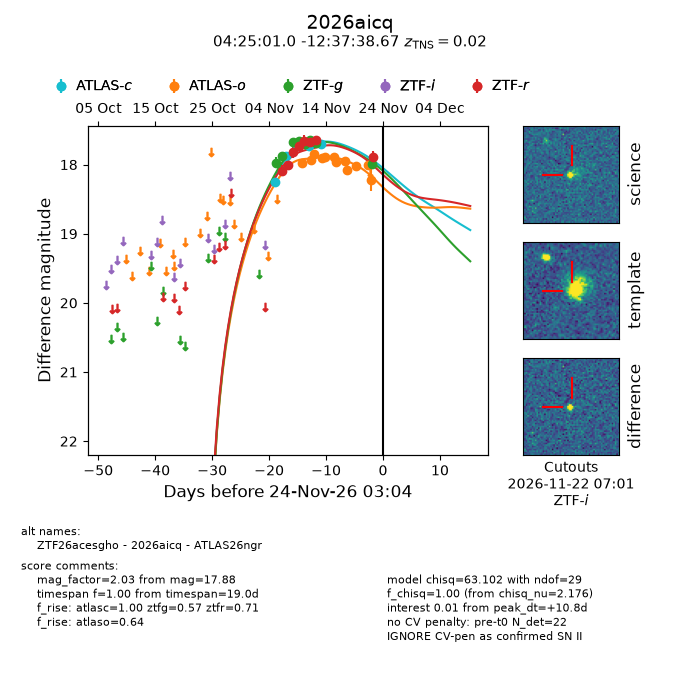 2026aicq
04:25:01.0 -12:37:38.67 zTNS = 0.02
ATLAS-c ATLAS-o ZTF-g ZTF-i ZTF-r
05 Oct 15 Oct 25 Oct 04 Nov 14 Nov 24 Nov 04 Dec
18
19
20
21
22
Difference magnitude
−50 −40 −30 −20 −10 0 10
Days before 24-Nov-26 03:04
science
template
difference
Cutouts
2026-11-22 07:01
ZTF-i
alt names:
ZTF26acesgho - 2026aicq - ATLAS26ngr
score comments:
mag_factor=2.03 from mag=17.88
timespan f=1.00 from timespan=19.0d
f_rise: atlasc=1.00 ztfg=0.57 ztfr=0.71
f_rise: atlaso=0.64
model chisq=63.102 with ndof=29
f_chisq=1.00 (from chisq_nu=2.176)
interest 0.01 from peak_dt=+10.8d
no CV penalty: pre-t0 N_det=22
IGNORE CV-pen as confirmed SN II